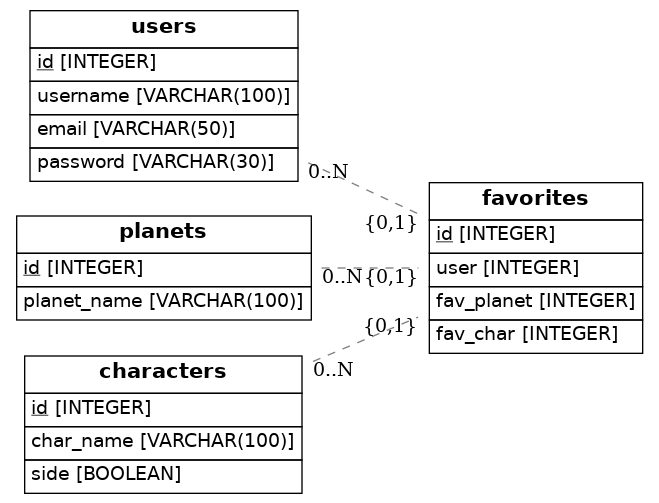 users
id [INTEGER]
username [VARCHAR(100)]
email [VARCHAR(50)]
password [VARCHAR(30)]
0..N
{0,1}
planets
id [INTEGER]
planet_name [VARCHAR(100)]
0..N
{0,1}
characters
id [INTEGER]
char_name [VARCHAR(100)]
side [BOOLEAN]
0..N
{0,1}
favorites
id [INTEGER]
user [INTEGER]
fav_planet [INTEGER]
fav_char [INTEGER]